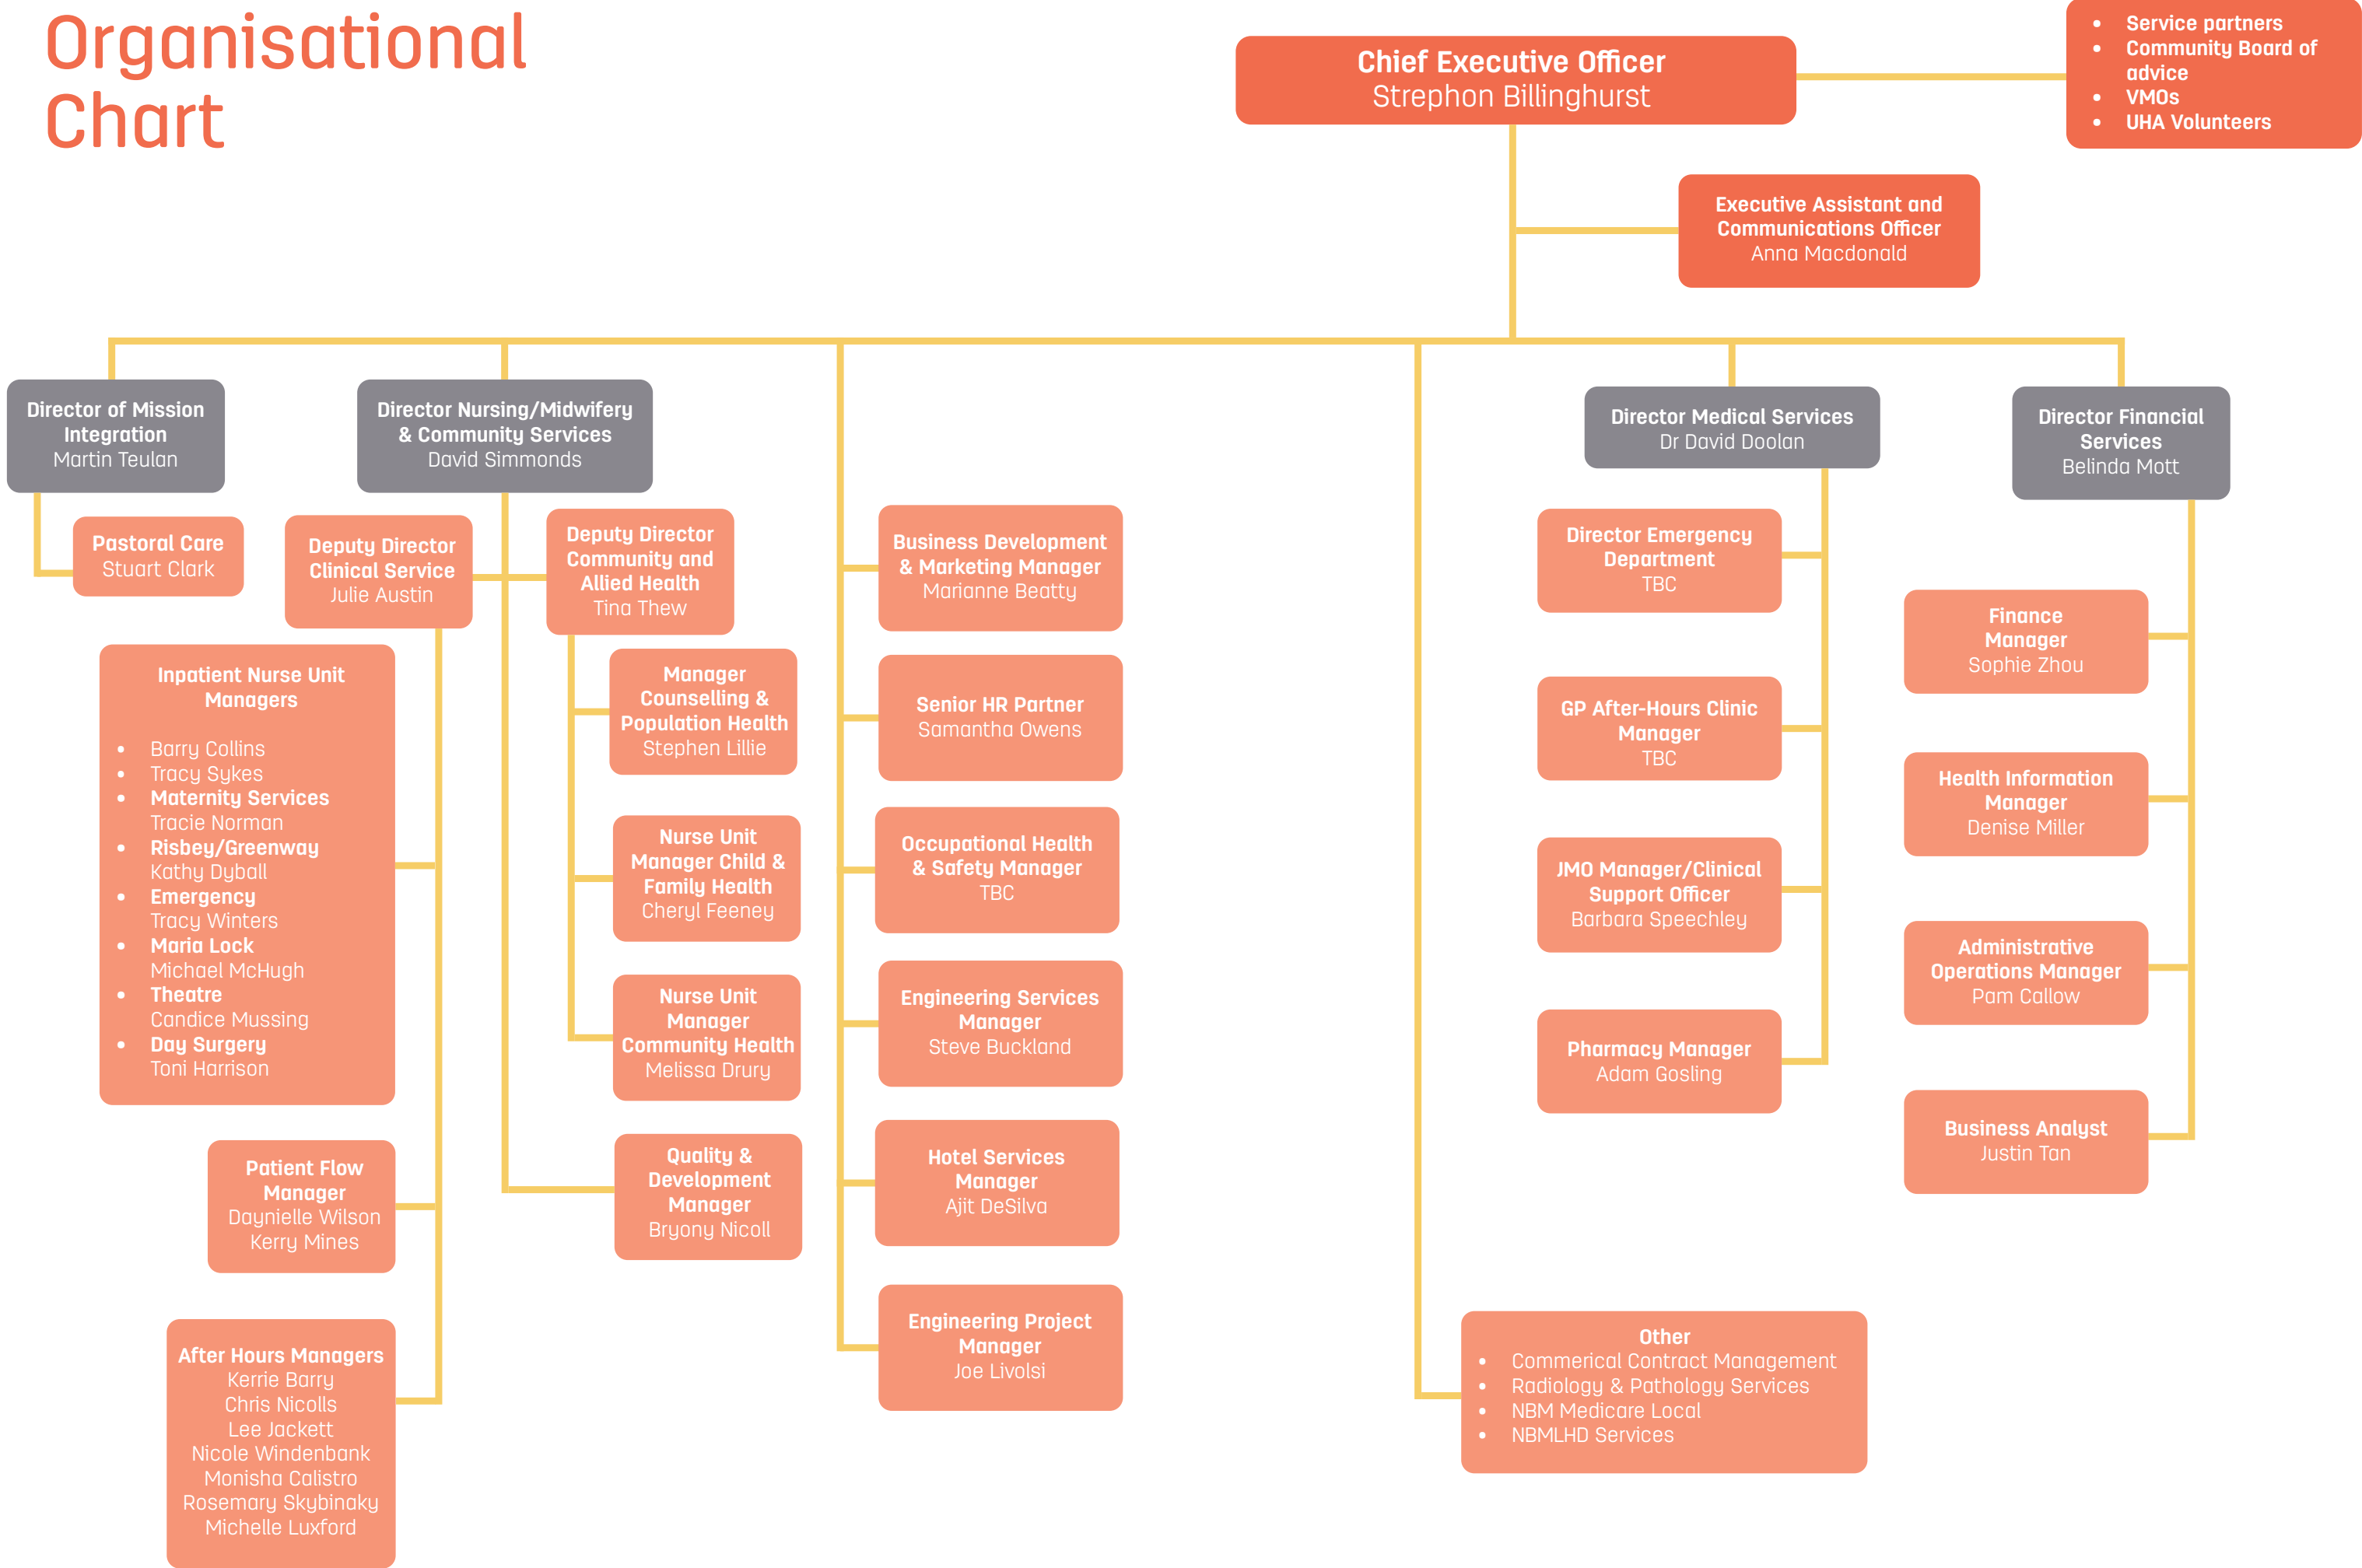 Organisational
Chart
Chief Executive Officer
Strephon Billinghurst
• Service partners
• Community Board of
advice
• VMOs
• UHA Volunteers
Executive Assistant and
Communications Officer
Anna Macdonald
Director of Mission
Integration
Martin Teulan
Director Nursing/Midwifery
& Community Services
David Simmonds
Director Medical Services
Dr David Doolan
Director Financial
Services
Belinda Mott
Pastoral Care
Stuart Clark
Deputy Director
Clinical Service
Julie Austin
Deputy Director
Community and
Allied Health
Tina Thew
Inpatient Nurse Unit
Managers
• Barry Collins
• Tracy Sykes
• Maternity Services
Tracie Norman
• Risbey/Greenway
Kathy Dyball
• Emergency
Tracy Winters
• Maria Lock
Michael McHugh
• Theatre
Candice Mussing
• Day Surgery
Toni Harrison
Patient Flow
Manager
Daynielle Wilson
Kerry Mines
After Hours Managers
Kerrie Barry
Chris Nicolls
Lee Jackett
Nicole Windenbank
Monisha Calistro
Rosemary Skybinaky
Michelle Luxford
Manager
Counselling &
Population Health
Stephen Lillie
Nurse Unit
Manager Child &
Family Health
Cheryl Feeney
Nurse Unit
Manager
Community Health
Melissa Drury
Quality &
Development
Manager
Bryony Nicoll
Business Development
& Marketing Manager
Marianne Beatty
Senior HR Partner
Samantha Owens
Occupational Health
& Safety Manager
TBC
Engineering Services
Manager
Steve Buckland
Hotel Services
Manager
Ajit DeSilva
Engineering Project
Manager
Joe Livolsi
Director Emergency
Department
TBC
GP After-Hours Clinic
Manager
TBC
JMO Manager/Clinical
Support Officer
Barbara Speechley
Pharmacy Manager
Adam Gosling
Finance
Manager
Sophie Zhou
Health Information
Manager
Denise Miller
Administrative
Operations Manager
Pam Callow
Business Analyst
Justin Tan
Other
• Commerical Contract Management
• Radiology & Pathology Services
• NBM Medicare Local
• NBMLHD Services